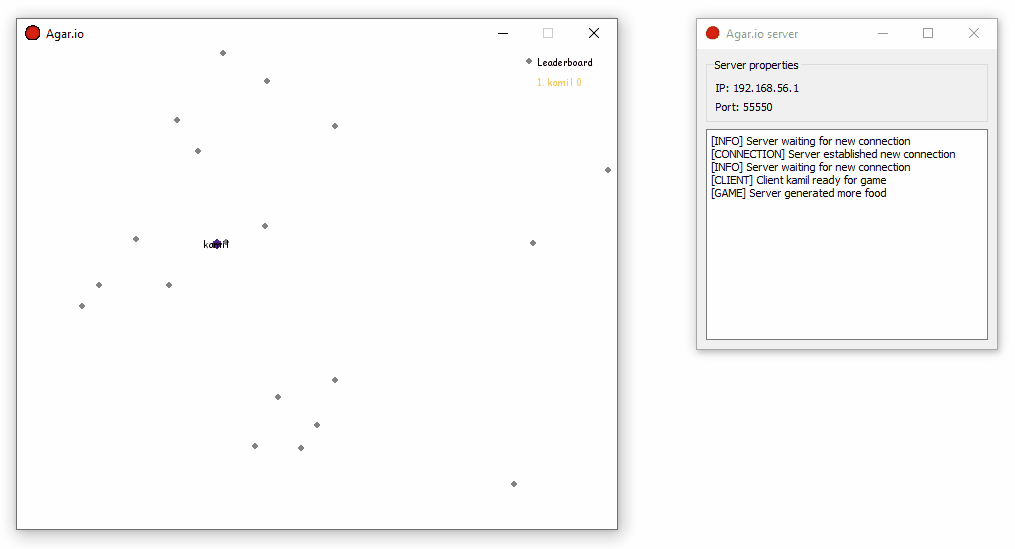 Agar.io
Leaderboard
1. kamil 0
kamil
Agar.io server
Server properties
IP: 192.168.56.1
Port: 55550
[INFO] Server waiting for new connection
[CONNECTION] Server established new connection
[INFO] Server waiting for new connection
[CLIENT] Client kamil ready for game
[GAME] Server generated more food